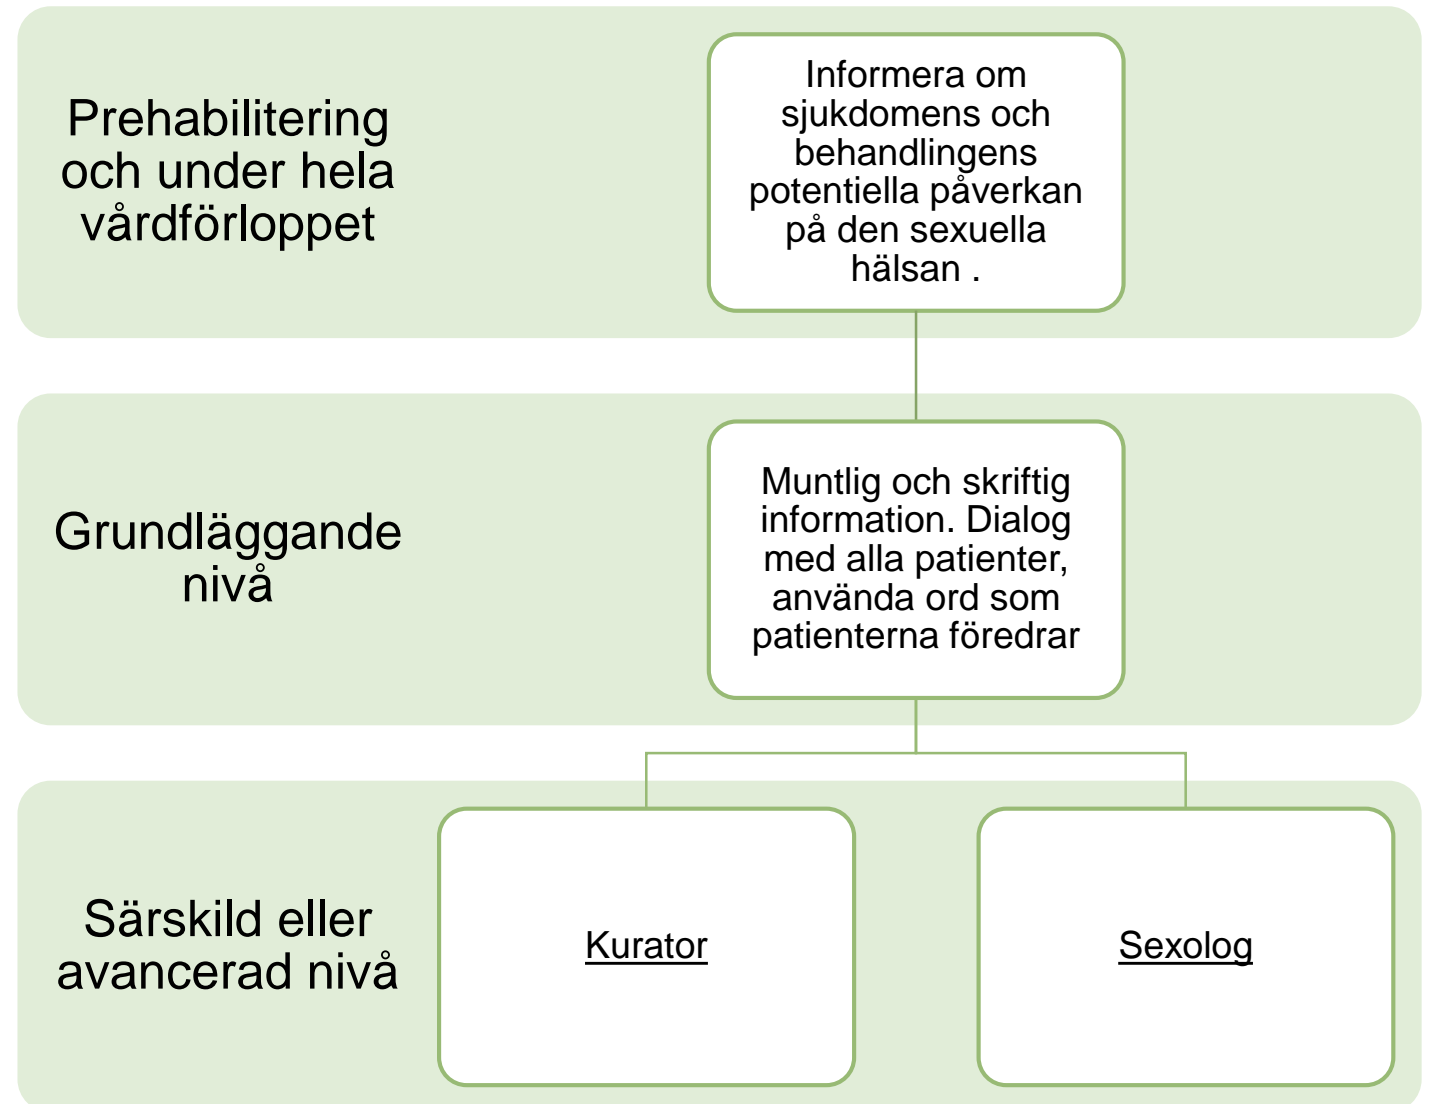 Prehabilitering
och under hela
vårdförloppet
Informera om
sjukdomens och
behandlingens
potentiella påverkan
på den sexuella
hälsan .
Grundläggande
nivå
Muntlig och skriftig
information. Dialog
med alla patienter,
använda ord som
patienterna föredrar
Särskild eller
avancerad nivå
Kurator
Sexolog